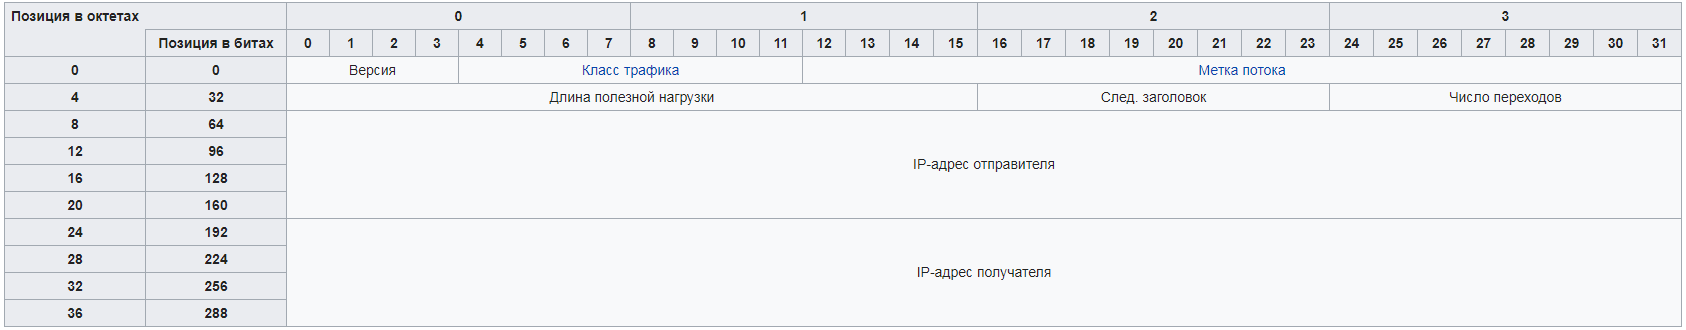 Позиция в октетах 0 1 2 3
Позиция в битах 0 1 2 3 4 5 6 7 8 9 10 11 12 13 14 15 16 17 18 19 20 21 22 23 24 25 26 27 28 29 30 31
0 0 Версия Класс трафика Метка потока
4 32 Длина полезной нагрузки След. заголовок Число переходов
8 64
12 96
IP-адрес отправителя
16 128
20 160
24 192
28 224
IP-адрес получателя
32 256
36 288